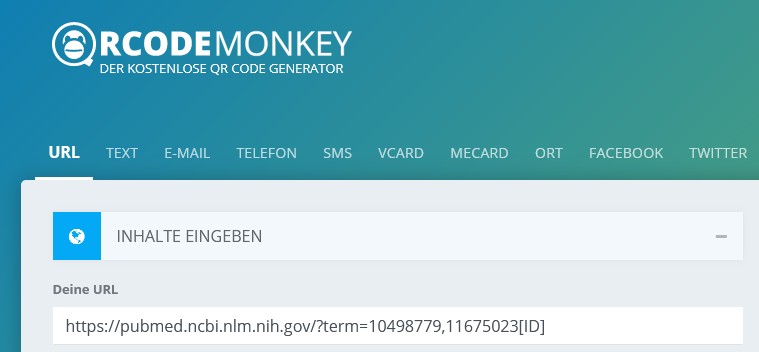 QRCODEMONKEY
DER KOSTENLOSE QR CODE GENERATOR
URL TEXT E-MAIL TELEFON SMS VCARD MECARD ORT FACEBOOK TWITTER
INHALTE EINGEBEN
Deine URL
https://pubmed.ncbi.nlm.nih.gov/?term=10498779,11675023[ID]